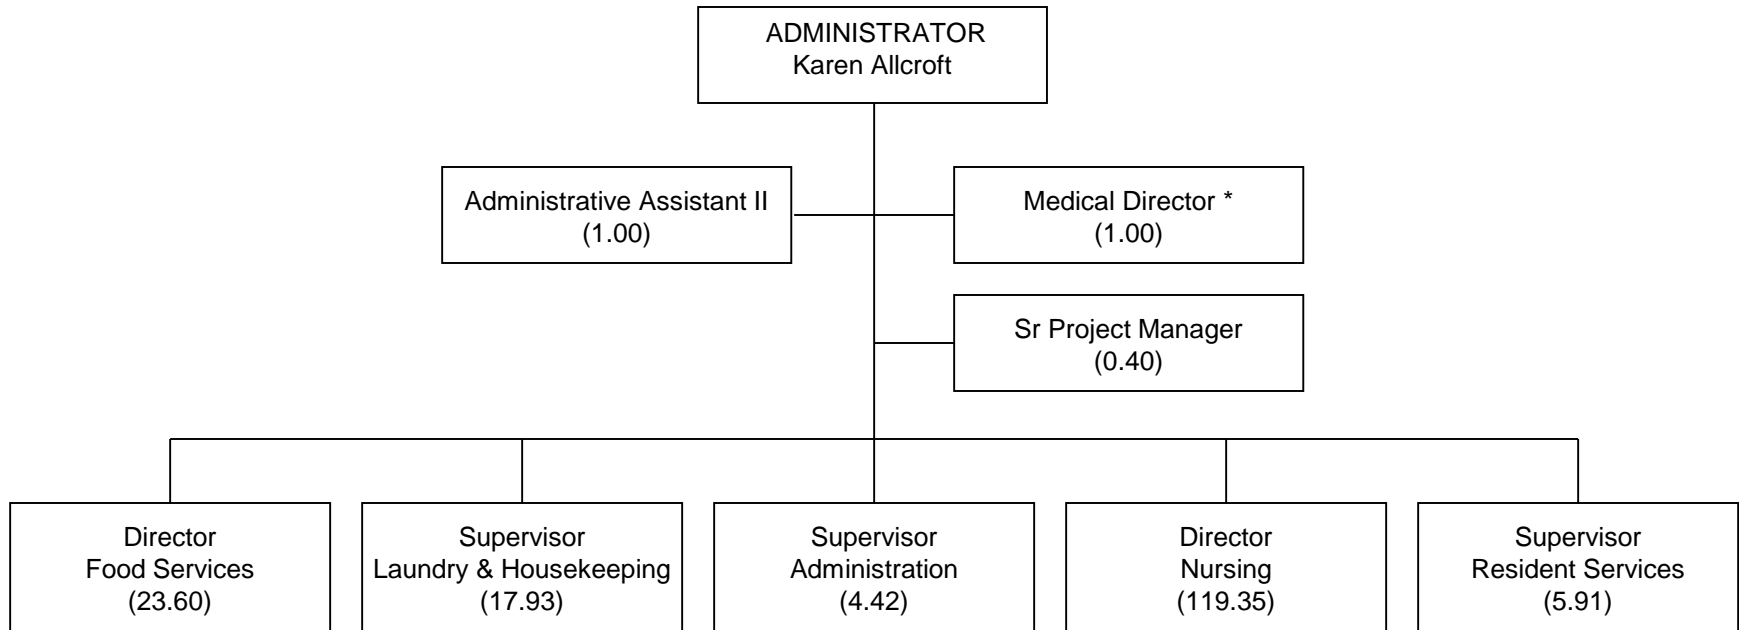 ADMINISTRATOR
Karen Allcroft
Administrative Assistant II
(1.00)
Medical Director *
(1.00)
Sr Project Manager
(0.40)
Director
Food Services
(23.60)
Supervisor
Laundry & Housekeeping
(17.93)
Supervisor
Administration
(4.42)
Director
Nursing
(119.35)
Supervisor
Resident Services
(5.91)